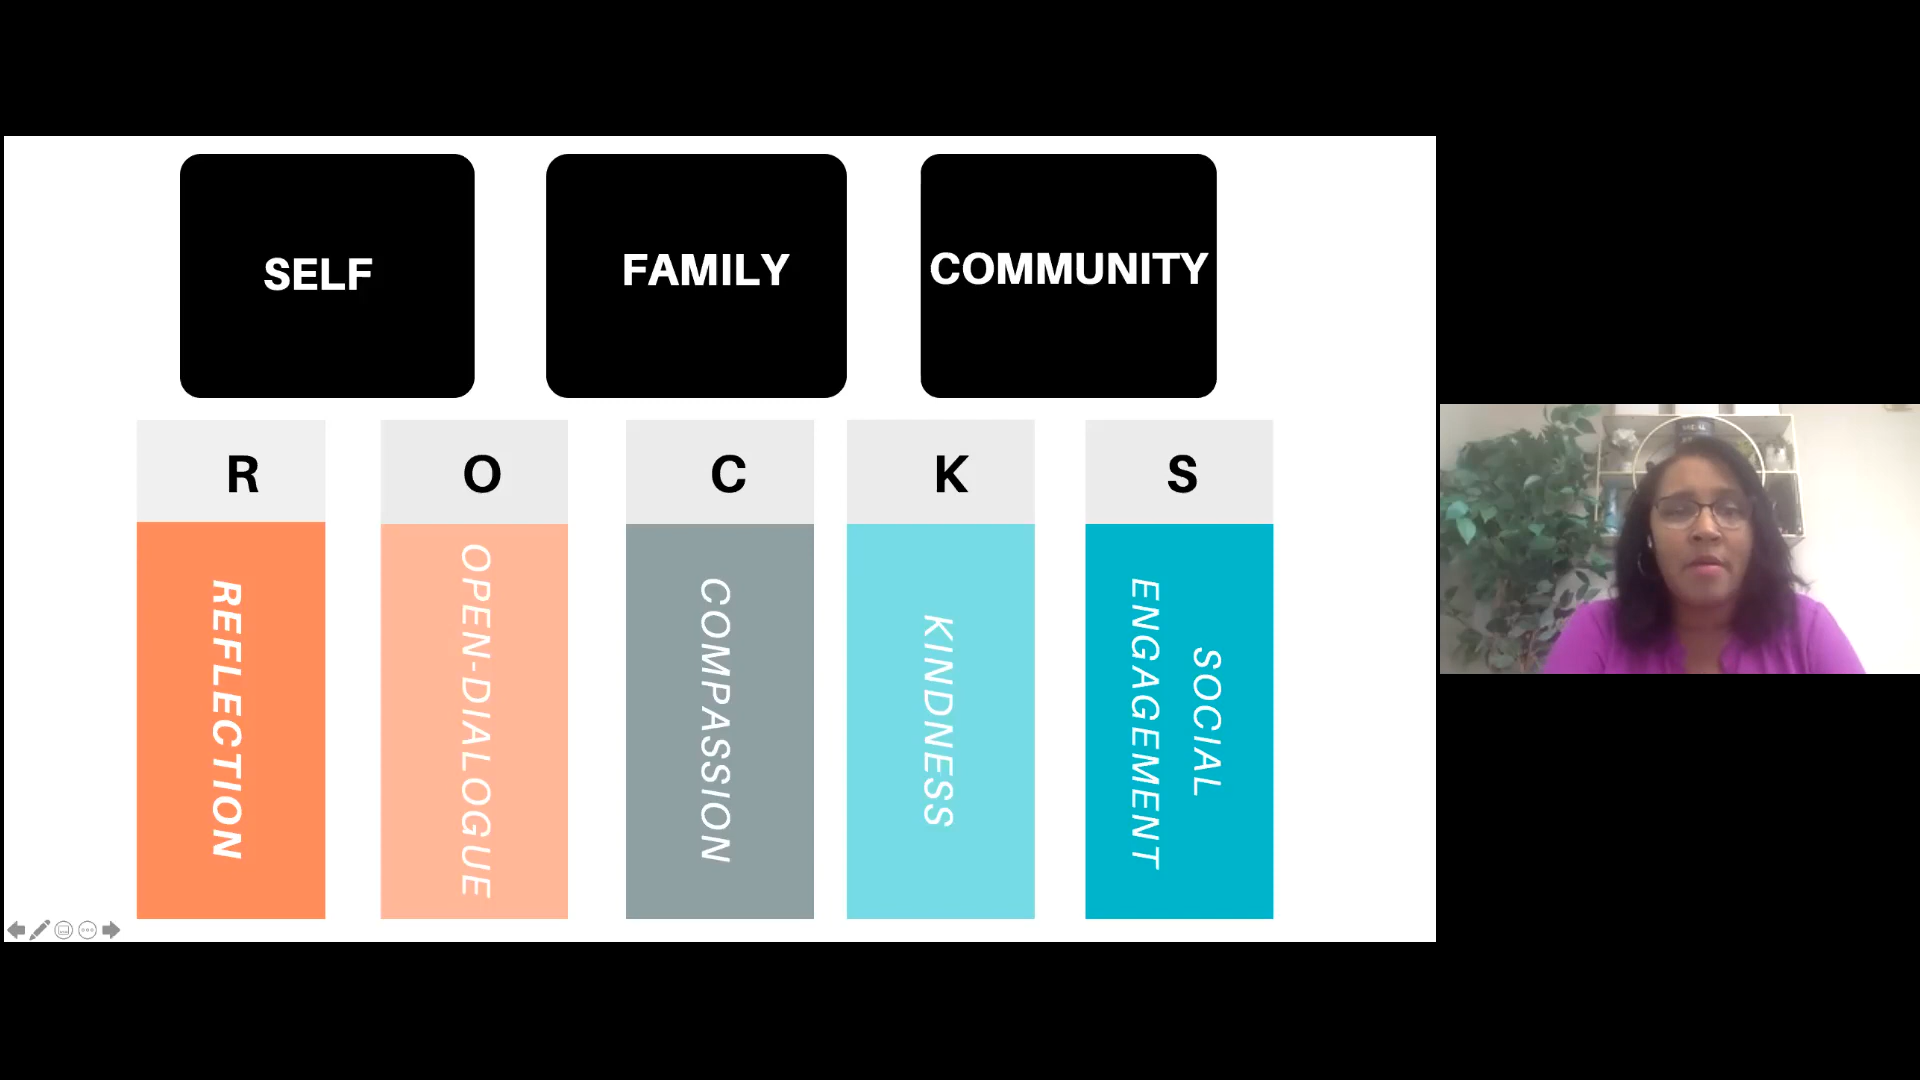 SELF
FAMILY
COMMUNITY
R
O
C
K
S
REFLECTION
OPEN-DIALOGUE
COMPASSION
KINDNESS
SOCIAL
ENGAGEMENT